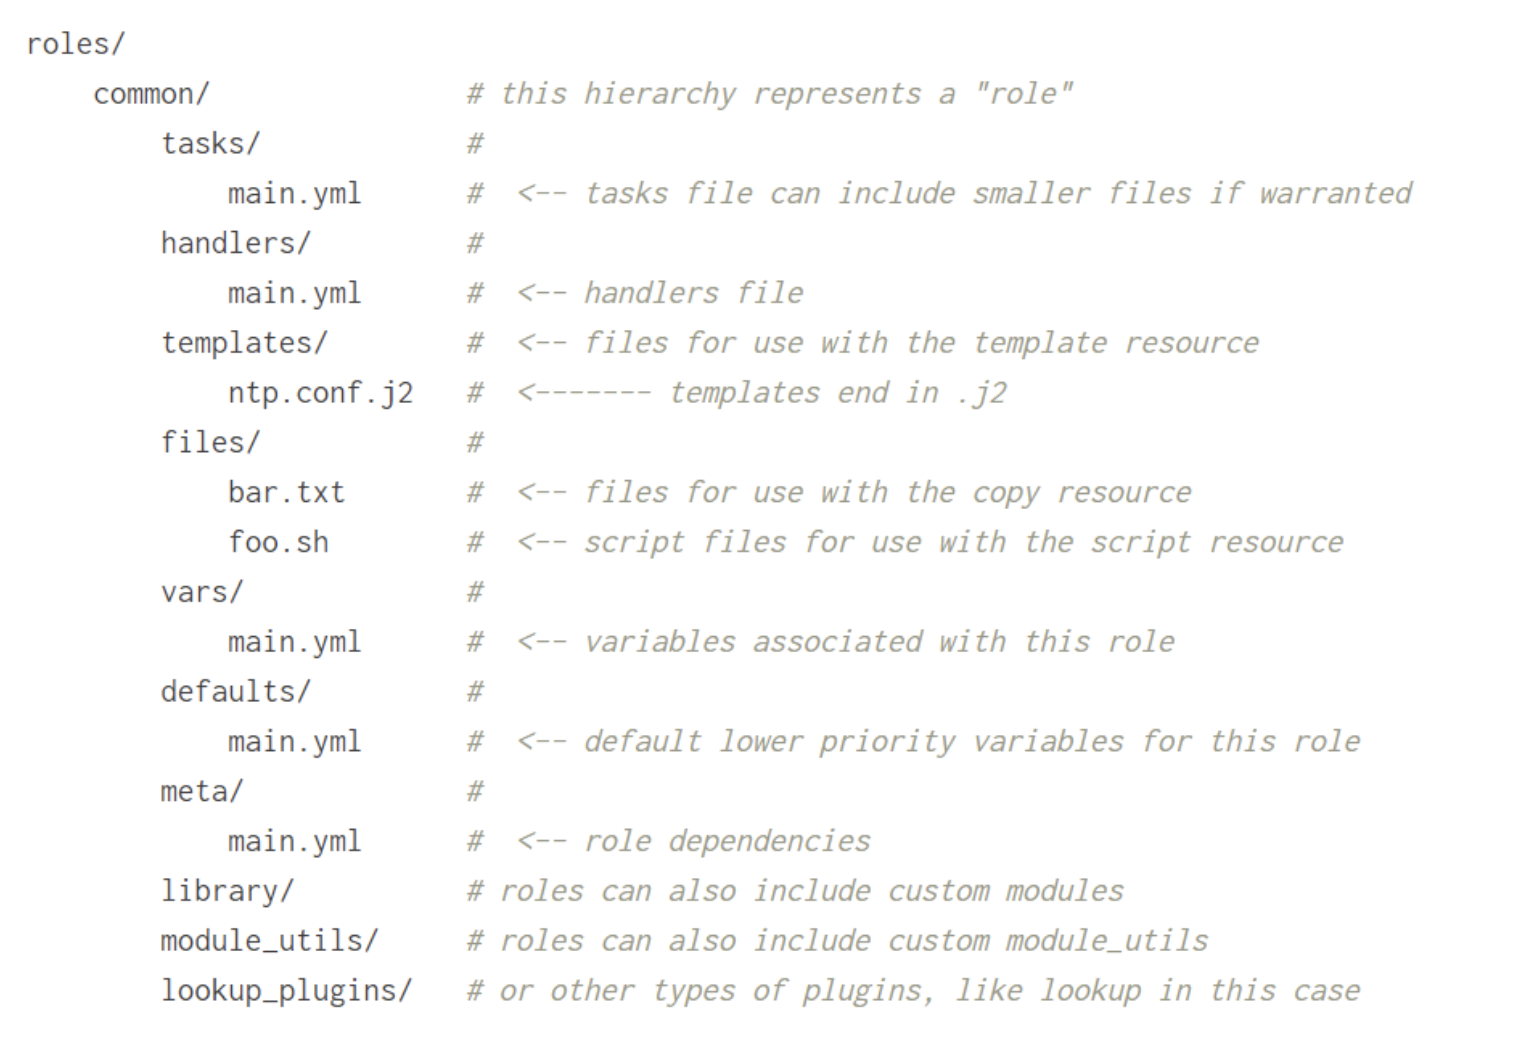 roles/
    common/               # this hierarchy represents a "role"
        tasks/            #
            main.yml      #  <-- tasks file can include smaller files if warranted
        handlers/         #
            main.yml      #  <-- handlers file
        templates/        #  <-- files for use with the template resource
            ntp.conf.j2   #  <------- templates end in .j2
        files/            #
            bar.txt       #  <-- files for use with the copy resource
            foo.sh        #  <-- script files for use with the script resource
        vars/             #
            main.yml      #  <-- variables associated with this role
        defaults/         #
            main.yml      #  <-- default lower priority variables for this role
        meta/             #
            main.yml      #  <-- role dependencies
        library/          # roles can also include custom modules
        module_utils/     # roles can also include custom module_utils
        lookup_plugins/   # or other types of plugins, like lookup in this case